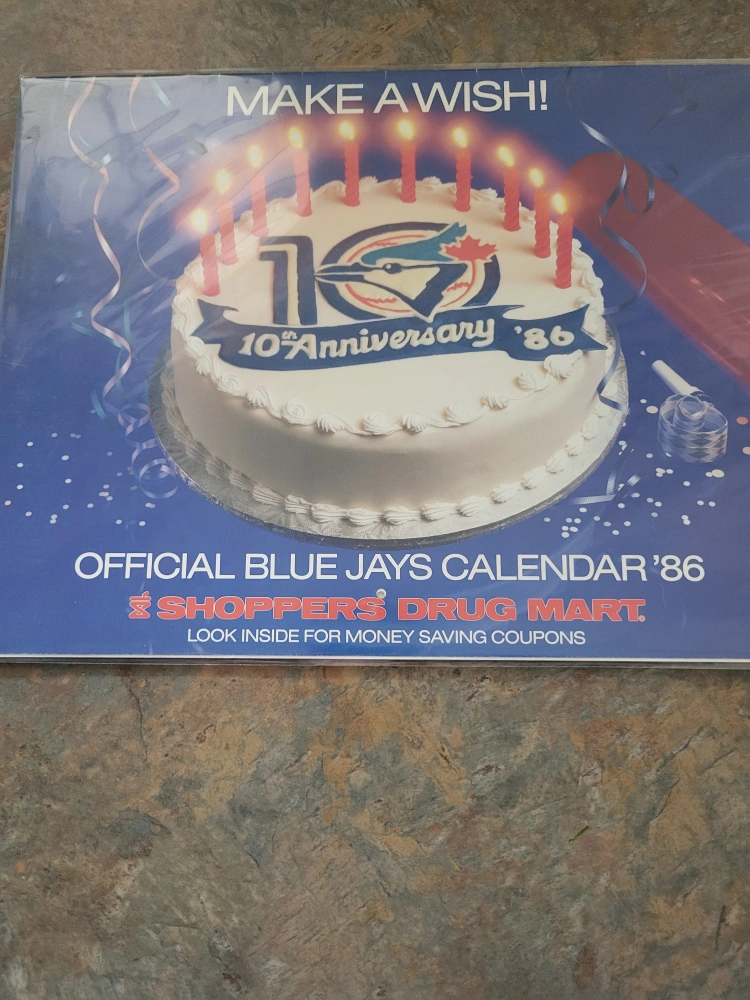 MAKE A WISH!
10
10th Anniversary '86
OFFICIAL BLUE JAYS CALENDAR '86
SHOPPERS DRUG MART®
LOOK INSIDE FOR MONEY SAVING COUPONS